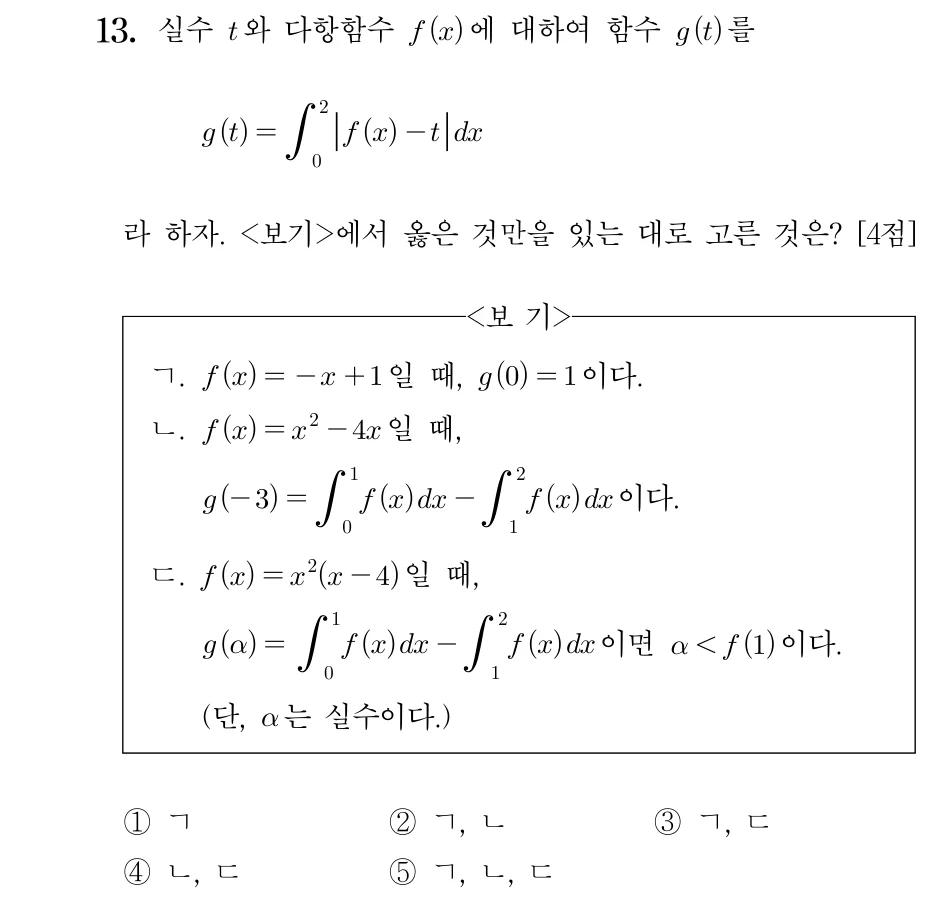 13. 실수 t와 다항함수 f(x)에 대하여 함수 g(t)를
g(t) = ∫₀² |f(x) − t| dx
라 하자. <보기>에서 옳은 것만을 있는 대로 고른 것은? [4점]
<보 기>
ㄱ. f(x) = −x + 1일 때, g(0) = 1이다.
ㄴ. f(x) = x² − 4x일 때,
g(−3) = ∫₀¹ f(x)dx − ∫₁² f(x)dx이다.
ㄷ. f(x) = x²(x − 4)일 때,
g(α) = ∫₀¹ f(x)dx − ∫₁² f(x)dx이면 α < f(1)이다.
(단, α는 실수이다.)
① ㄱ ② ㄱ, ㄴ ③ ㄱ, ㄷ
④ ㄴ, ㄷ ⑤ ㄱ, ㄴ, ㄷ